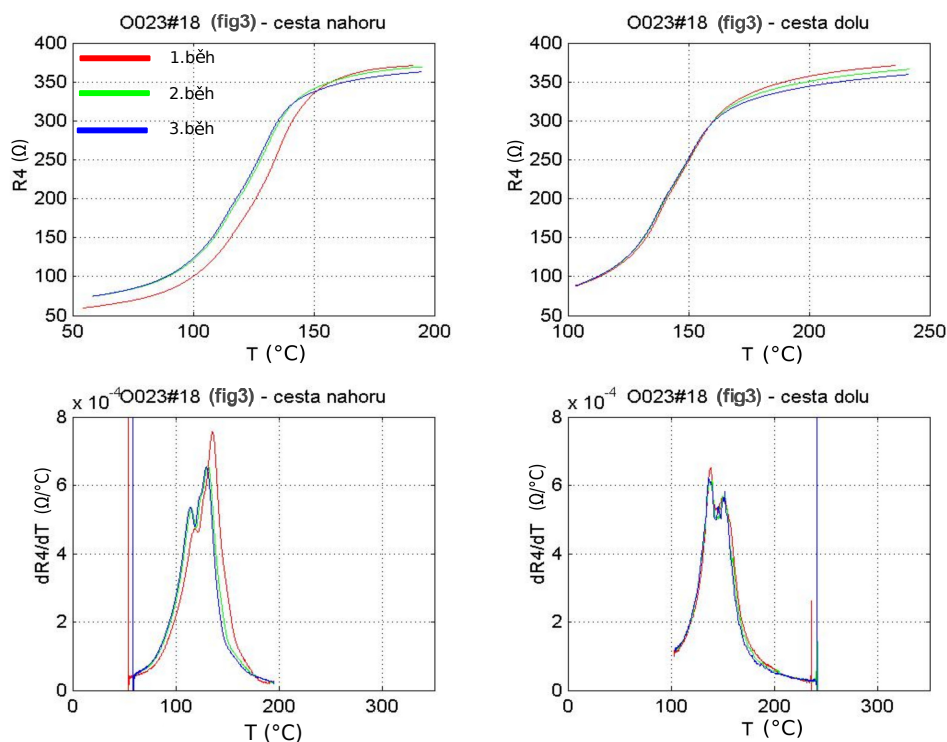 O023#18 (fig3) - cesta nahoru
400
350
300
250
200
150
100
50
R4 (Ω)
1.běh
2.běh
3.běh
50
100
150
200
T (°C)
O023#18 (fig3) - cesta dolu
400
350
300
250
200
150
100
50
R4 (Ω)
100
150
200
250
T (°C)
x 10⁻⁴
O023#18 (fig3) - cesta nahoru
8
6
4
2
0
dR4/dT (Ω/°C)
0
100
200
300
T (°C)
x 10⁻⁴
O023#18 (fig3) - cesta dolu
8
6
4
2
0
dR4/dT (Ω/°C)
0
100
200
300
T (°C)